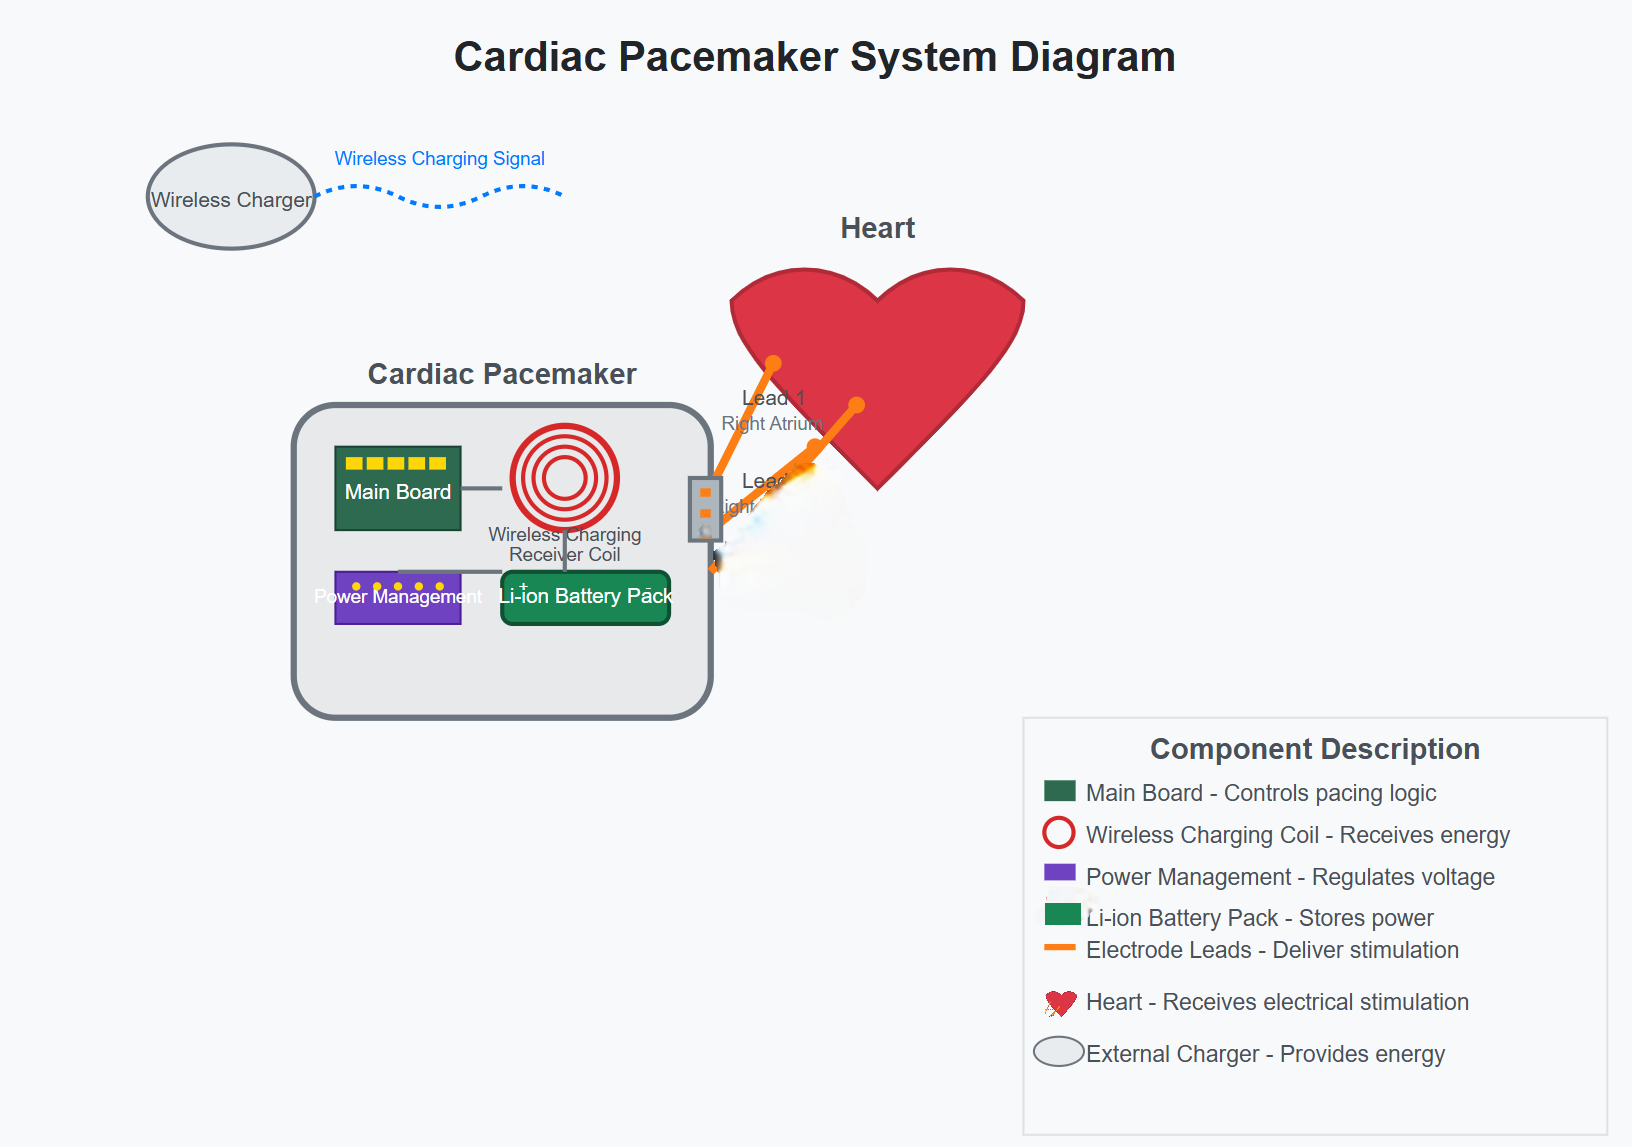 Cardiac Pacemaker System Diagram
Wireless Charging Signal
Wireless Charger
Heart
Cardiac Pacemaker
Lead 1
Right Atrium
Main Board
Lead
Wireless Charging
Receiver Coil
Power Management
+ -
Li-ion Battery Pack
Component Description
Main Board - Controls pacing logic
Wireless Charging Coil - Receives energy
Power Management - Regulates voltage
Li-ion Battery Pack - Stores power
Electrode Leads - Deliver stimulation
Heart - Receives electrical stimulation
External Charger - Provides energy